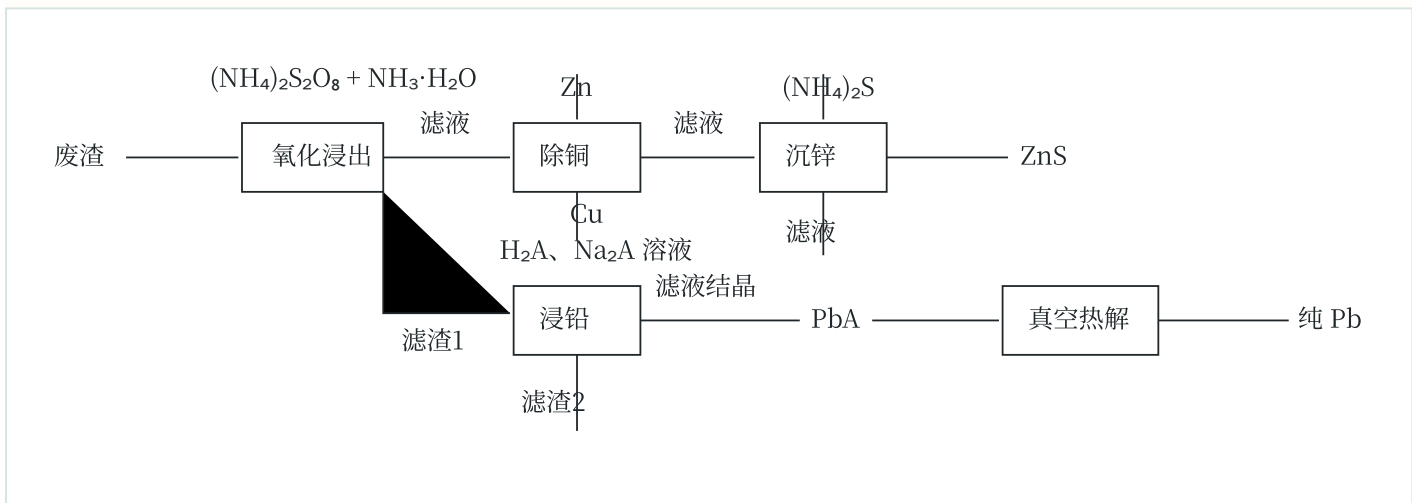 (NH₄)₂S₂O₈ + NH₃·H₂O
Zn
(NH₄)₂S
滤液
滤液
废渣
氧化浸出
除铜
沉锌
ZnS
Cu
滤液
H₂A、Na₂A 溶液
滤液结晶
浸铅
PbA
真空热解
纯 Pb
滤渣1
滤渣2